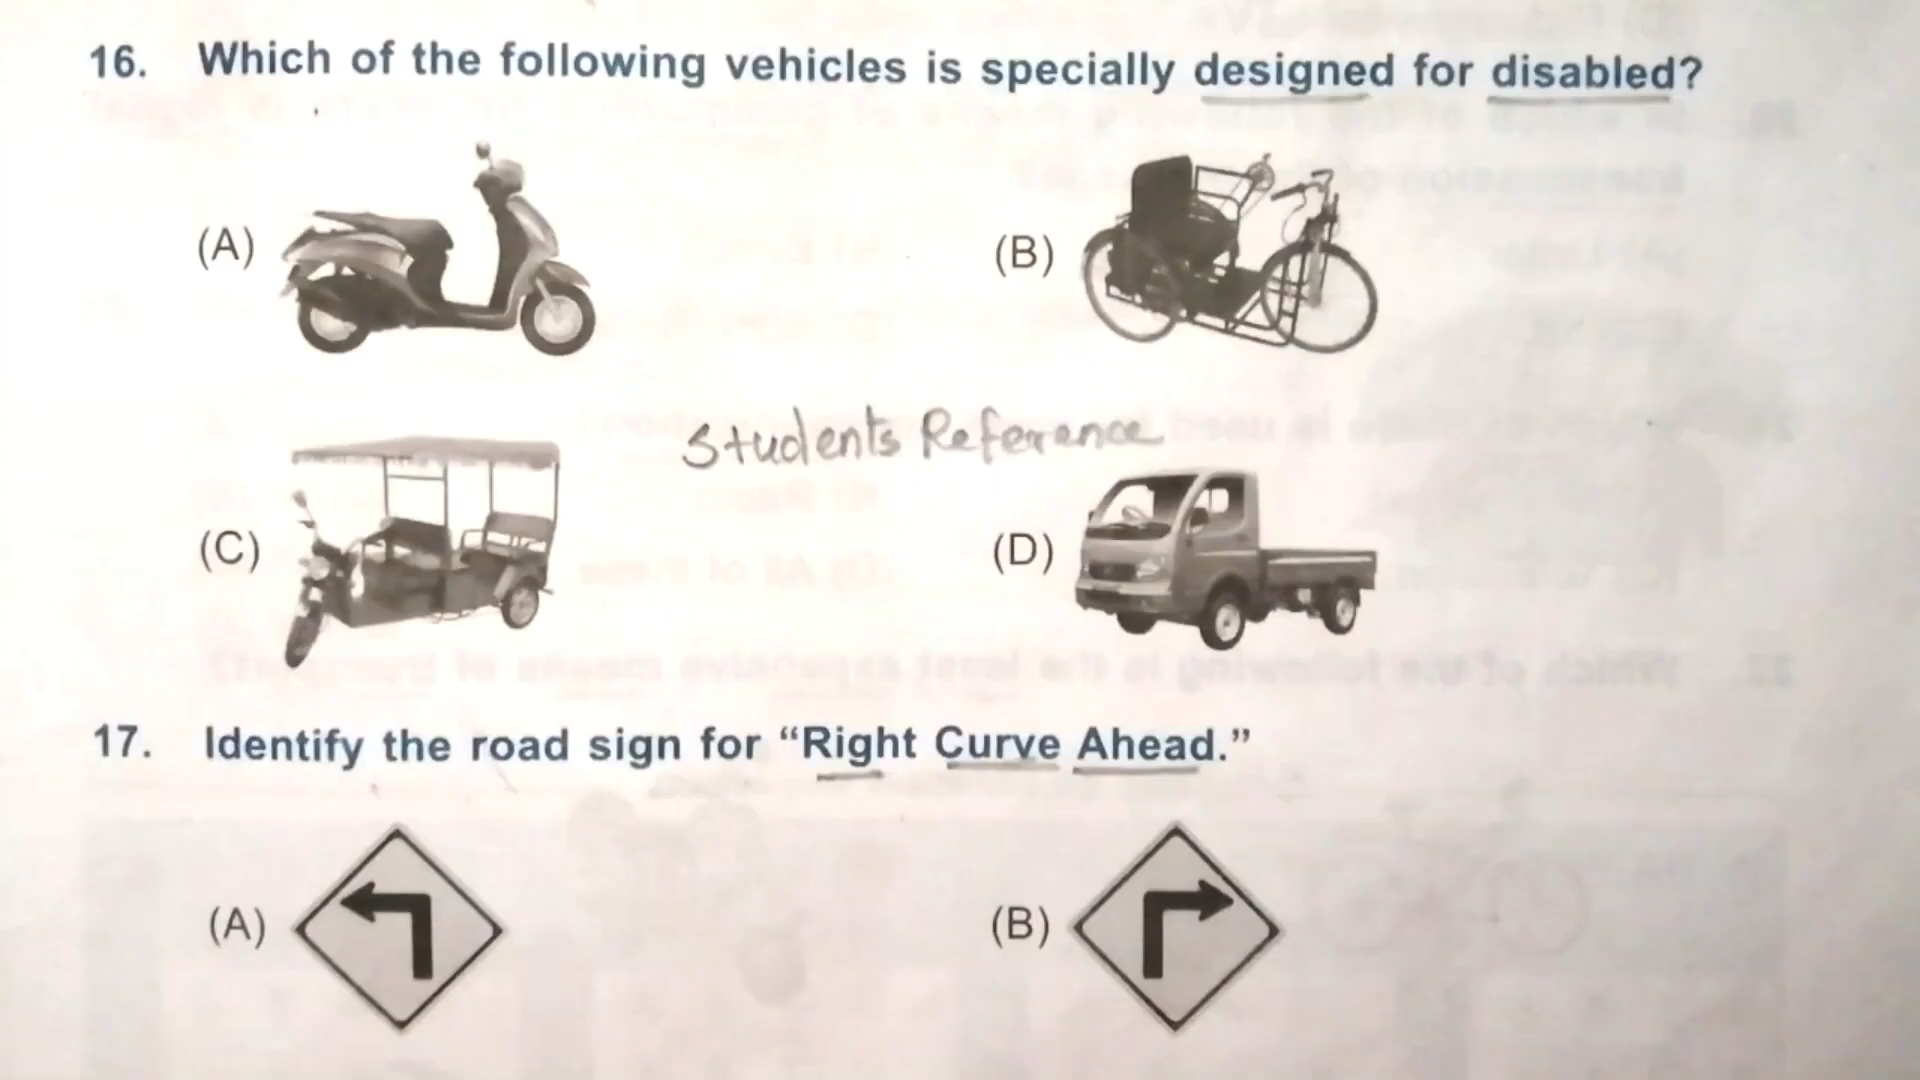 16. Which of the following vehicles is specially designed for disabled?
(A)
(B)
Students Reference
(C)
(D)
17. Identify the road sign for “Right Curve Ahead.”
(A)
(B)